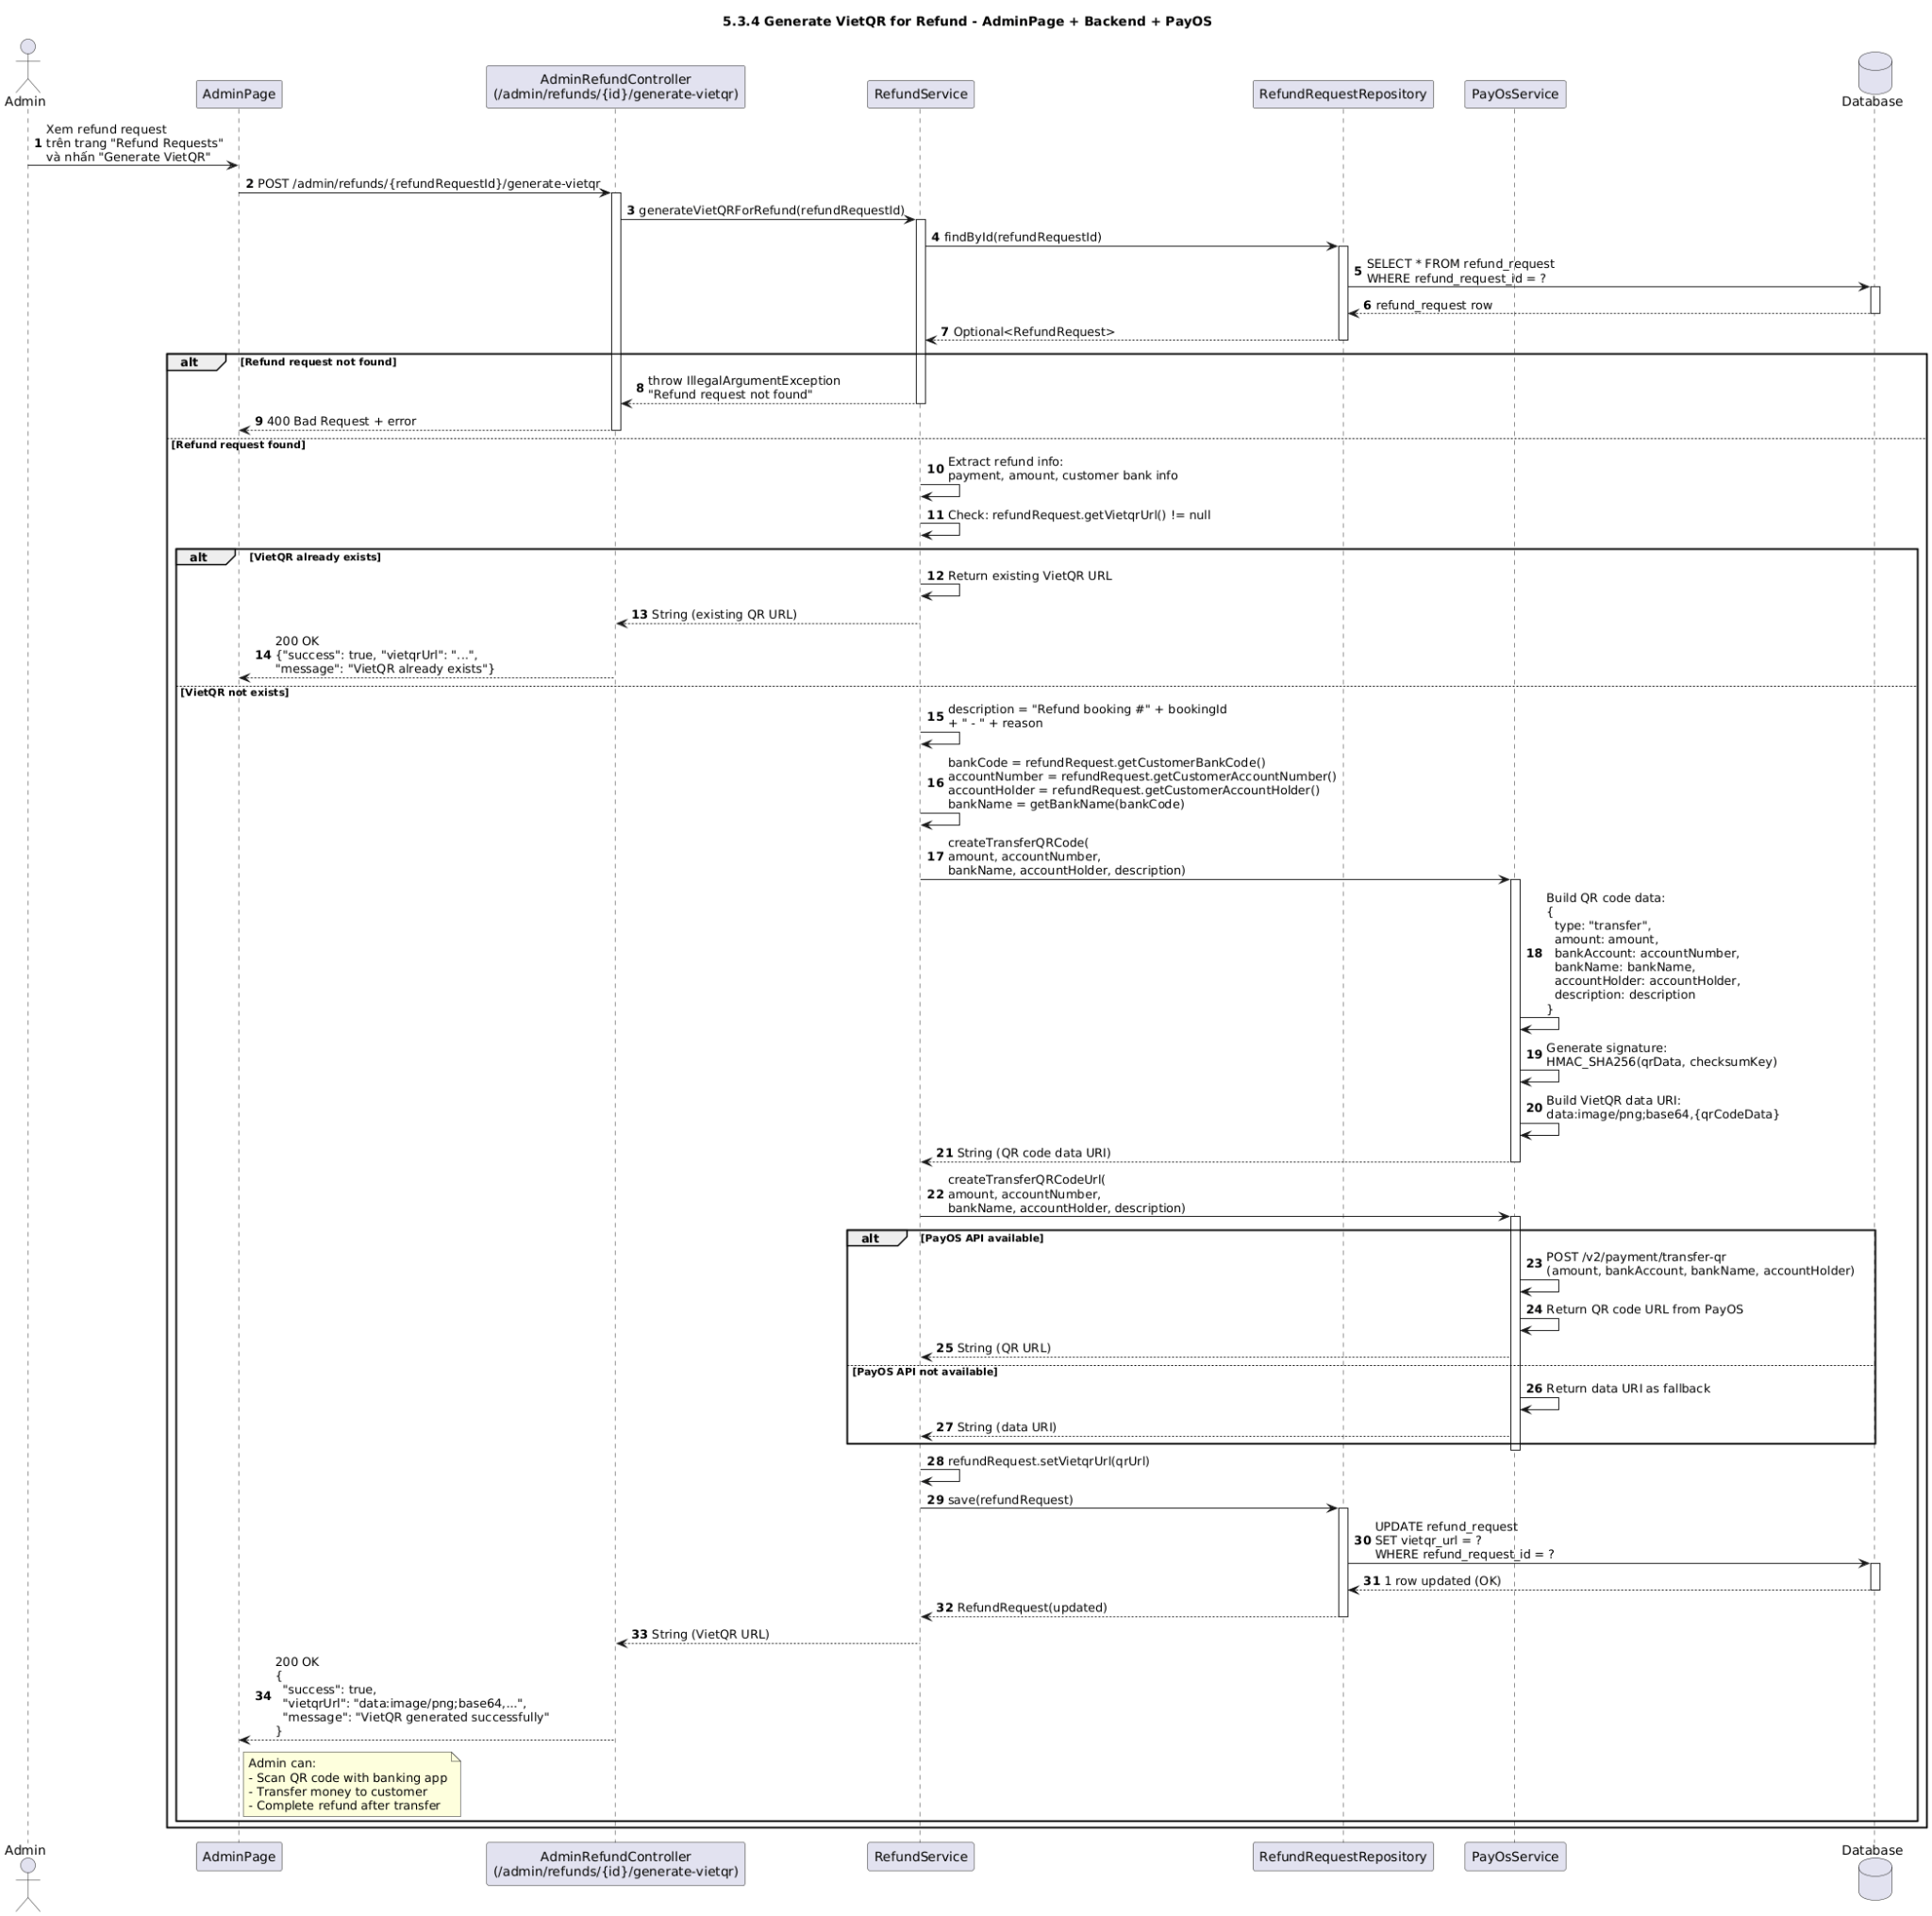 5.3.4 Generate VietQR for Refund - AdminPage + Backend + PayOS
Admin
AdminPage
AdminRefundController
(/admin/refunds/{id}/generate-vietqr)
RefundService
RefundRequestRepository
PayOsService
Database
1 Xem refund request
trên trang "Refund Requests"
và nhấn "Generate VietQR"
2 POST /admin/refunds/{refundRequestId}/generate-vietqr
3 generateVietQRForRefund(refundRequestId)
4 findById(refundRequestId)
5 SELECT * FROM refund_request
WHERE refund_request_id = ?
6 refund_request row
7 Optional<RefundRequest>
alt [Refund request not found]
8 throw IllegalArgumentException
"Refund request not found"
9 400 Bad Request + error
[Refund request found]
10 Extract refund info:
payment, amount, customer bank info
11 Check: refundRequest.getVietqrUrl() != null
alt [VietQR already exists]
12 Return existing VietQR URL
13 String (existing QR URL)
14 200 OK
{"success": true, "vietqrUrl": "...",
"message": "VietQR already exists"}
[VietQR not exists]
15 description = "Refund booking #" + bookingId
+ " - " + reason
16 bankCode = refundRequest.getCustomerBankCode()
accountNumber = refundRequest.getCustomerAccountNumber()
accountHolder = refundRequest.getCustomerAccountHolder()
bankName = getBankName(bankCode)
17 createTransferQRCode(
amount, accountNumber,
bankName, accountHolder, description)
18 Build QR code data:
{
type: "transfer",
amount: amount,
bankAccount: accountNumber,
bankName: bankName,
accountHolder: accountHolder,
description: description
}
19 Generate signature:
HMAC_SHA256(qrData, checksumKey)
20 Build VietQR data URI:
data:image/png;base64,{qrCodeData}
21 String (QR code data URI)
22 createTransferQRCodeUrl(
amount, accountNumber,
bankName, accountHolder, description)
alt [PayOS API available]
23 POST /v2/payment/transfer-qr
(amount, bankAccount, bankName, accountHolder)
24 Return QR code URL from PayOS
25 String (QR URL)
[PayOS API not available]
26 Return data URI as fallback
27 String (data URI)
28 refundRequest.setVietqrUrl(qrUrl)
29 save(refundRequest)
30 UPDATE refund_request
SET vietqr_url = ?
WHERE refund_request_id = ?
31 1 row updated (OK)
32 RefundRequest(updated)
33 String (VietQR URL)
34 200 OK
{
"success": true,
"vietqrUrl": "data:image/png;base64,...",
"message": "VietQR generated successfully"
}
Admin can:
- Scan QR code with banking app
- Transfer money to customer
- Complete refund after transfer
Admin
AdminPage
AdminRefundController
(/admin/refunds/{id}/generate-vietqr)
RefundService
RefundRequestRepository
PayOsService
Database